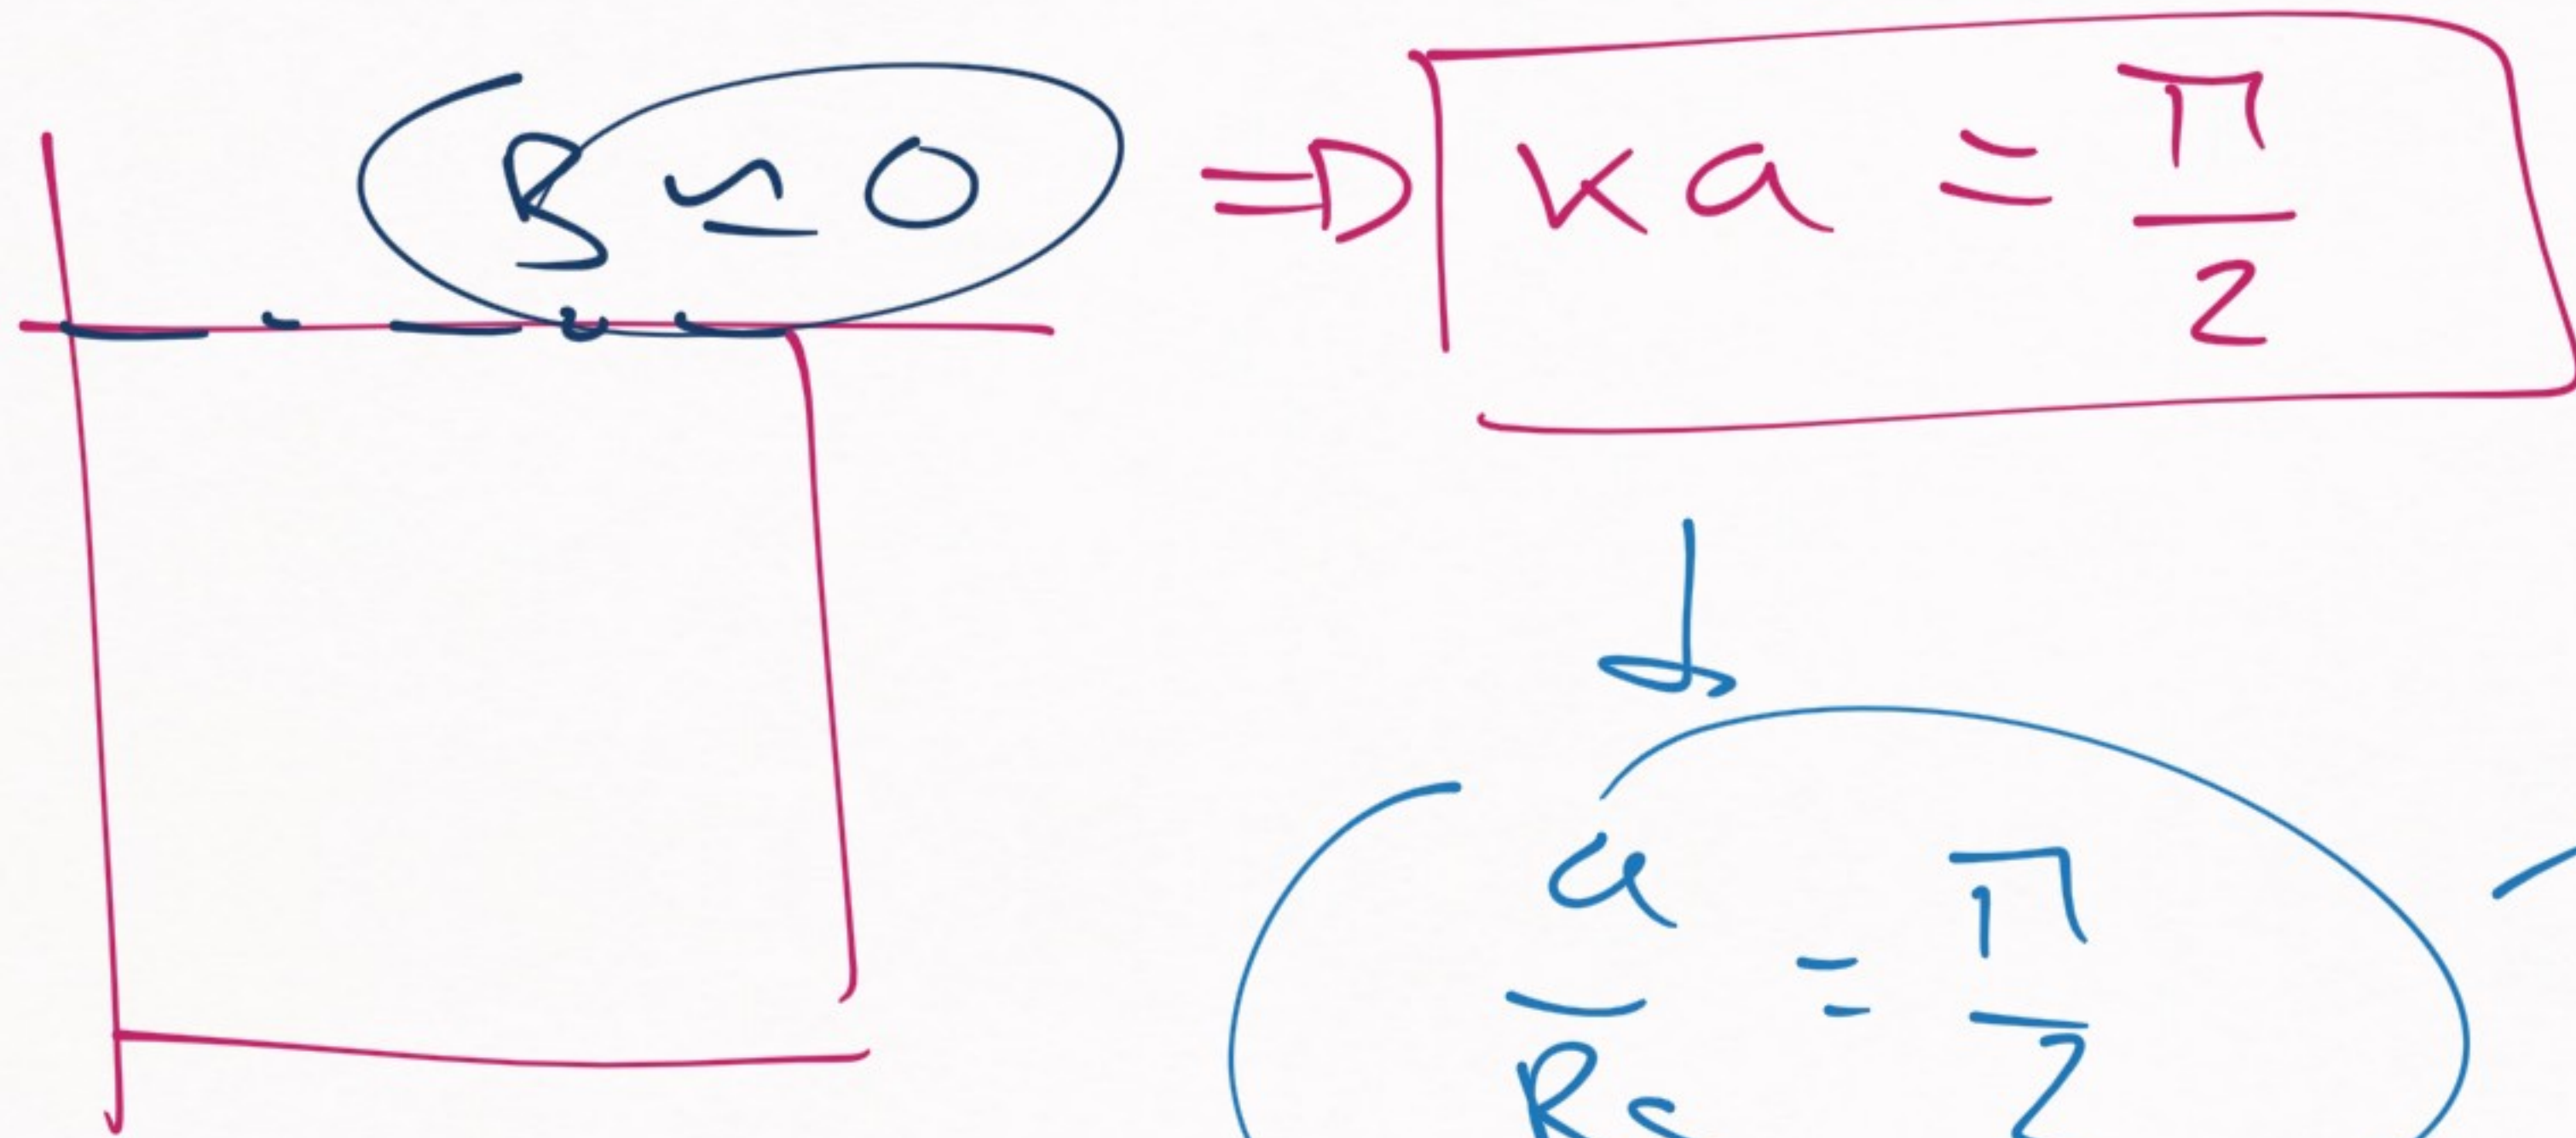 B ≃ 0 ⇒ Ka = π/2
a/Rs = π/2